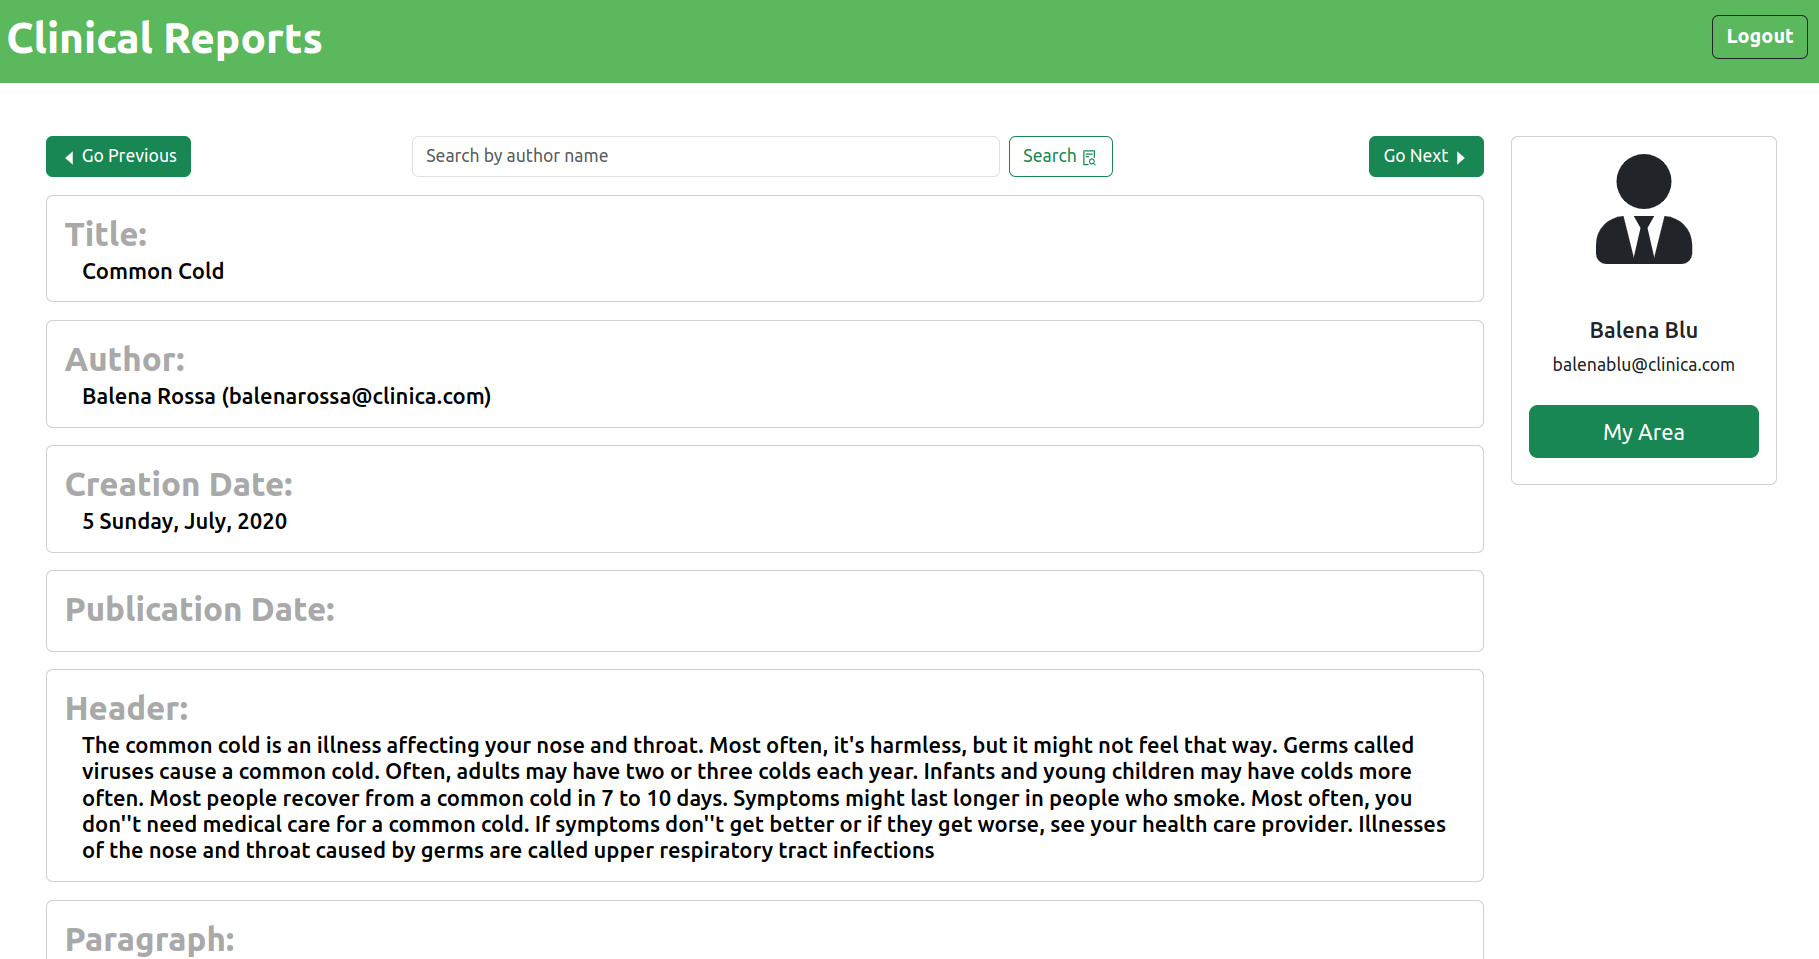 Clinical Reports
Logout
Go Previous
Search by author name
Search
Go Next
Title:
Common Cold
Author:
Balena Rossa (balenarossa@clinica.com)
Creation Date:
5 Sunday, July, 2020
Publication Date:
Header:
The common cold is an illness affecting your nose and throat. Most often, it's harmless, but it might not feel that way. Germs called
viruses cause a common cold. Often, adults may have two or three colds each year. Infants and young children may have colds more
often. Most people recover from a common cold in 7 to 10 days. Symptoms might last longer in people who smoke. Most often, you
don''t need medical care for a common cold. If symptoms don''t get better or if they get worse, see your health care provider. Illnesses
of the nose and throat caused by germs are called upper respiratory tract infections
Paragraph:
Balena Blu
balenablu@clinica.com
My Area